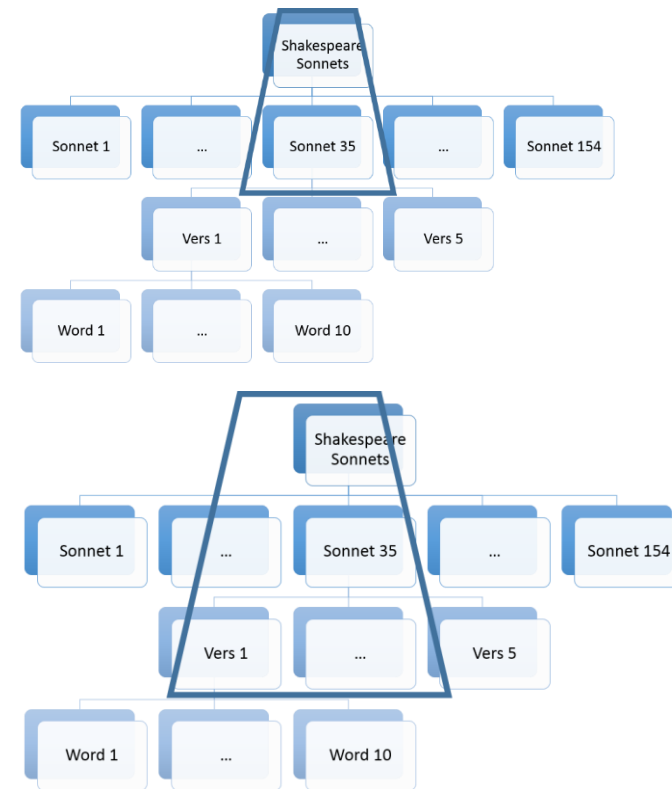 Shakespeare
Sonnets
Sonnet 1
...
Sonnet 35
...
Sonnet 154
Vers 1
...
Vers 5
Word 1
...
Word 10
Shakespeare
Sonnets
Sonnet 1
...
Sonnet 35
...
Sonnet 154
Vers 1
...
Vers 5
Word 1
...
Word 10